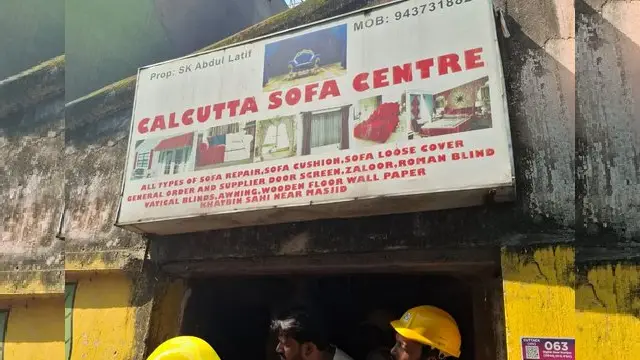 Prop: SK Abdul Latif
MOB: 943731882
CALCUTTA SOFA CENTRE
ALL TYPES OF SOFA REPAIR,SOFA CUSHION,SOFA LOOSE COVER
GENERAL ORDER AND SUPPLIER DOOR SCREEN,ZALOOR,ROMAN BLIND
VATICAL BLINDS,AWNING,WOODEN FLOOR WALL PAPER
KHAYBIN SAHI NEAR MASJID
063